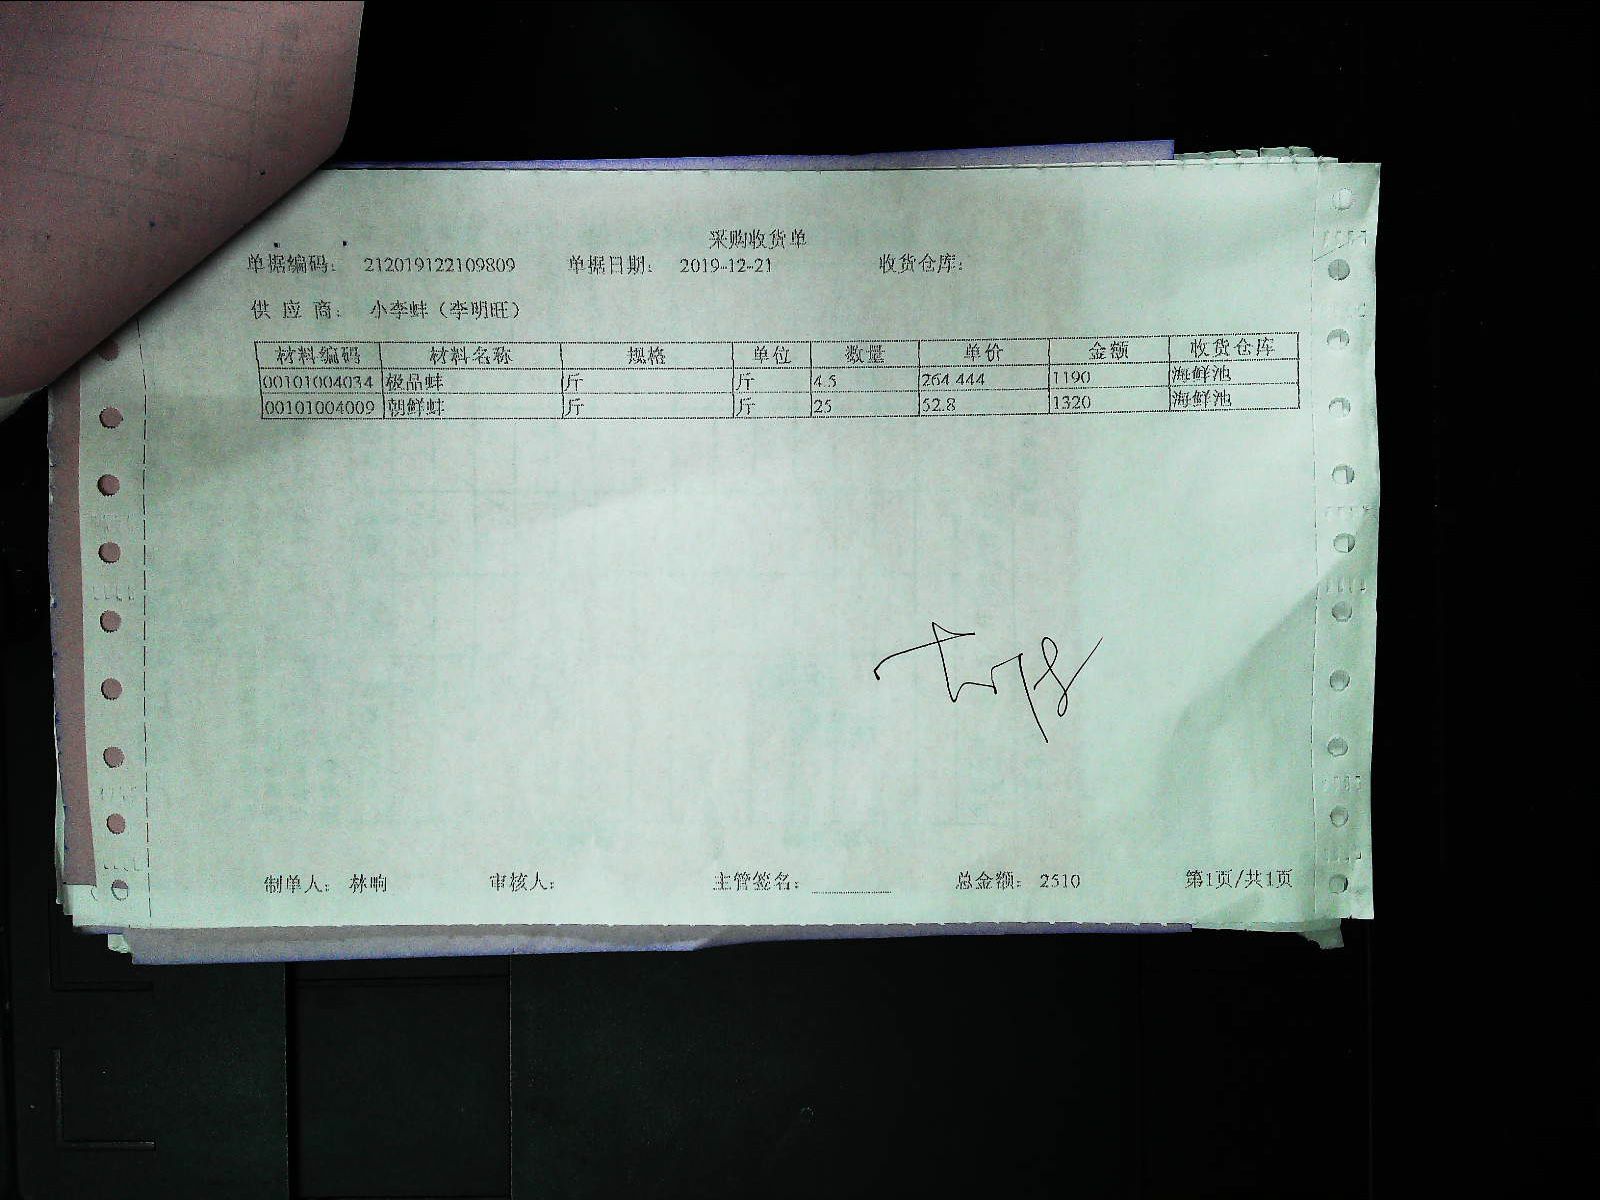 采购收货单
单据编码： 212019122109809 单据日期： 2019-12-21 收货仓库：
供 应 商： 小李蚌（李明旺）
材料编码 材料名称 规格 单位 数量 单价 金额 收货仓库
00101004034 极品蚌 斤 斤 4.5 264.444 1190 海鲜池
00101004009 朝鲜蚌 斤 斤 25 52.8 1320 海鲜池
制单人： 林响 审核人： 主管签名： 总金额： 2510 第1页/共1页